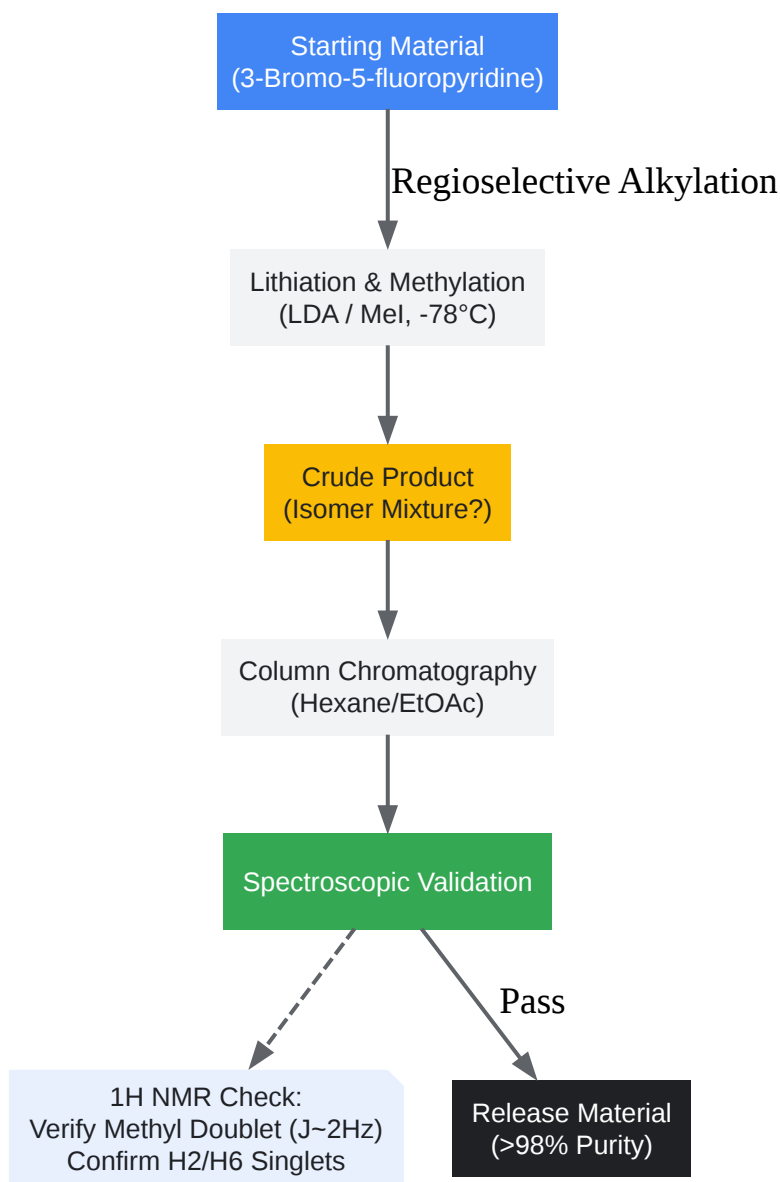 Starting Material
(3-Bromo-5-fluoropyridine)
Regioselective Alkylation
Lithiation & Methylation
(LDA / MeI, -78°C)
Crude Product
(Isomer Mixture?)
Column Chromatography
(Hexane/EtOAc)
Spectroscopic Validation
Pass
1H NMR Check:
Verify Methyl Doublet (J~2Hz)
Confirm H2/H6 Singlets
Release Material
(>98% Purity)